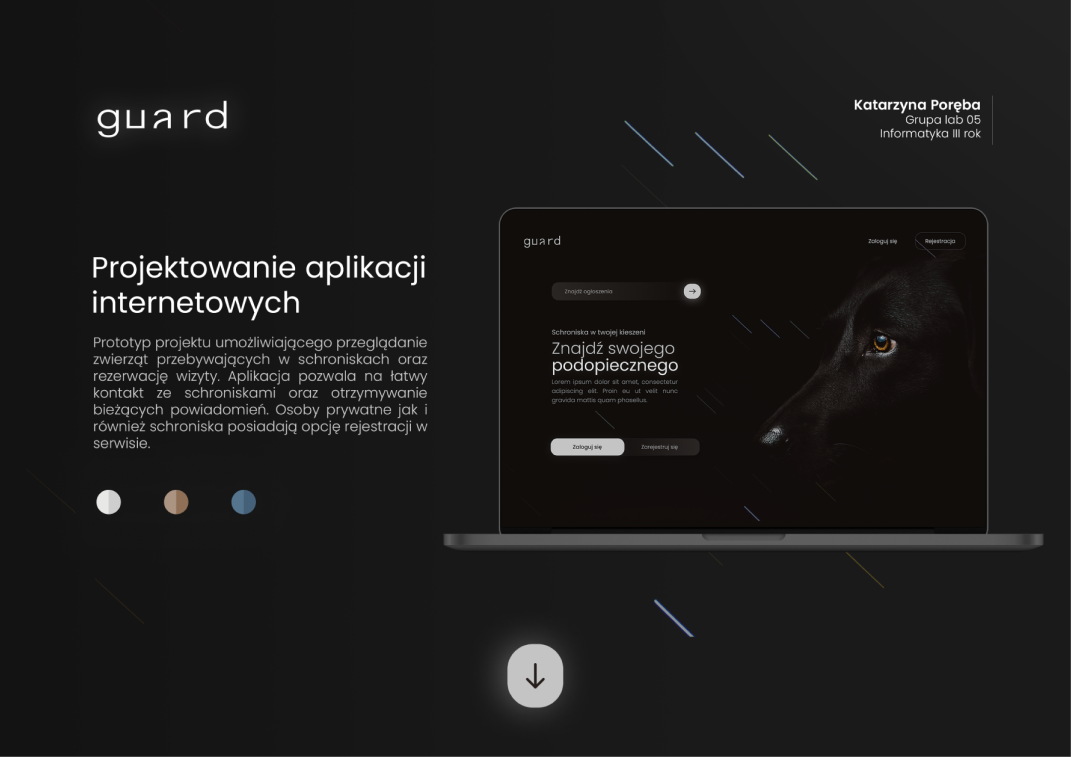 guard
Katarzyna Poręba
Grupa lab 05
Informatyka III rok
Projektowanie aplikacji
internetowych
Prototyp projektu umożliwiającego przeglądanie
zwierząt przebywających w schroniskach oraz
rezerwację wizyty. Aplikacja pozwala na łatwy
kontakt ze schroniskami oraz otrzymywanie
bieżących powiadomień. Osoby prywatne jak i
również schroniska posiadają opcję rejestracji w
serwisie.
guard
Zaloguj się
Rejestracja
Znajdź ogłoszenia
Schroniska w twojej kieszeni
Znajdź swojego
podopiecznego
Lorem ipsum dolor sit amet, consectetur
adipiscing elit. Proin eu ut velit nunc
gravida mattis quam phasellus.
Zaloguj się
Zarejestruj się